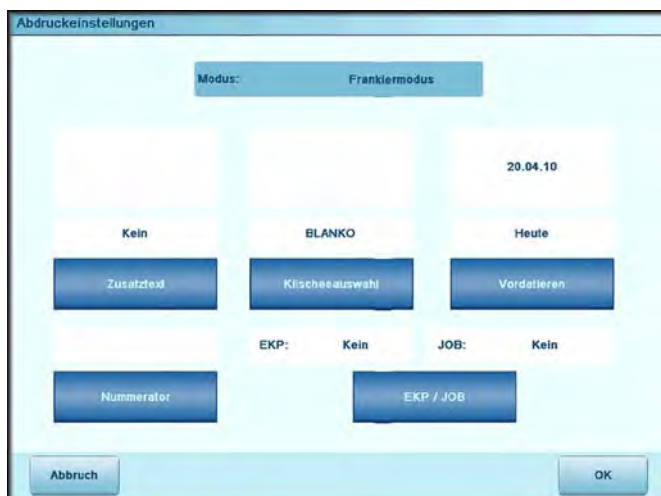 Abdruckeinstellungen
Modus: Frankiermodus
20.04.10
Kein BLANKO Heute
Zusatztext Klischeeauswahl Vordatieren
EKP: Kein JOB: Kein
Nummerator EKP / JOB
Abbruch OK